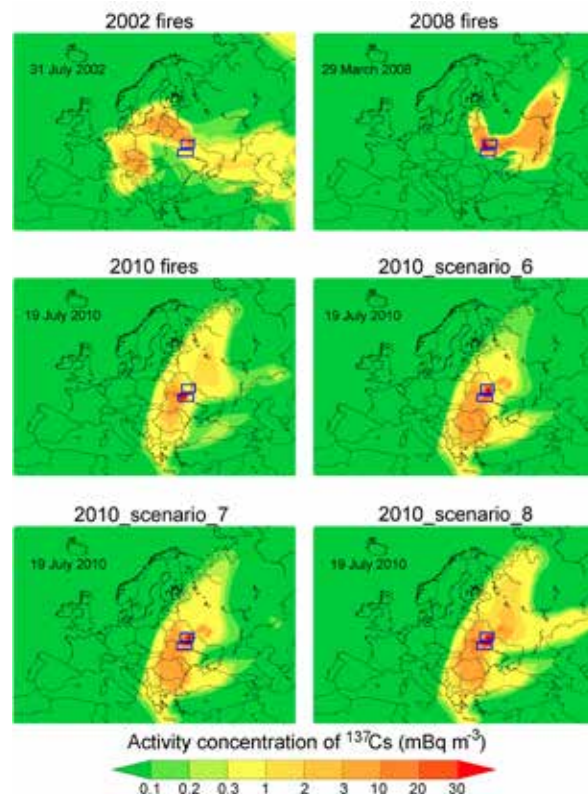 2002 fires
2008 fires
31 July 2002
29 March 2008
2010 fires
2010_scenario_6
19 July 2010
19 July 2010
2010_scenario_7
2010_scenario_8
19 July 2010
19 July 2010
Activity concentration of ¹³⁷Cs (mBq m⁻³)
0.1 0.2 0.3 1 2 3 10 20 30